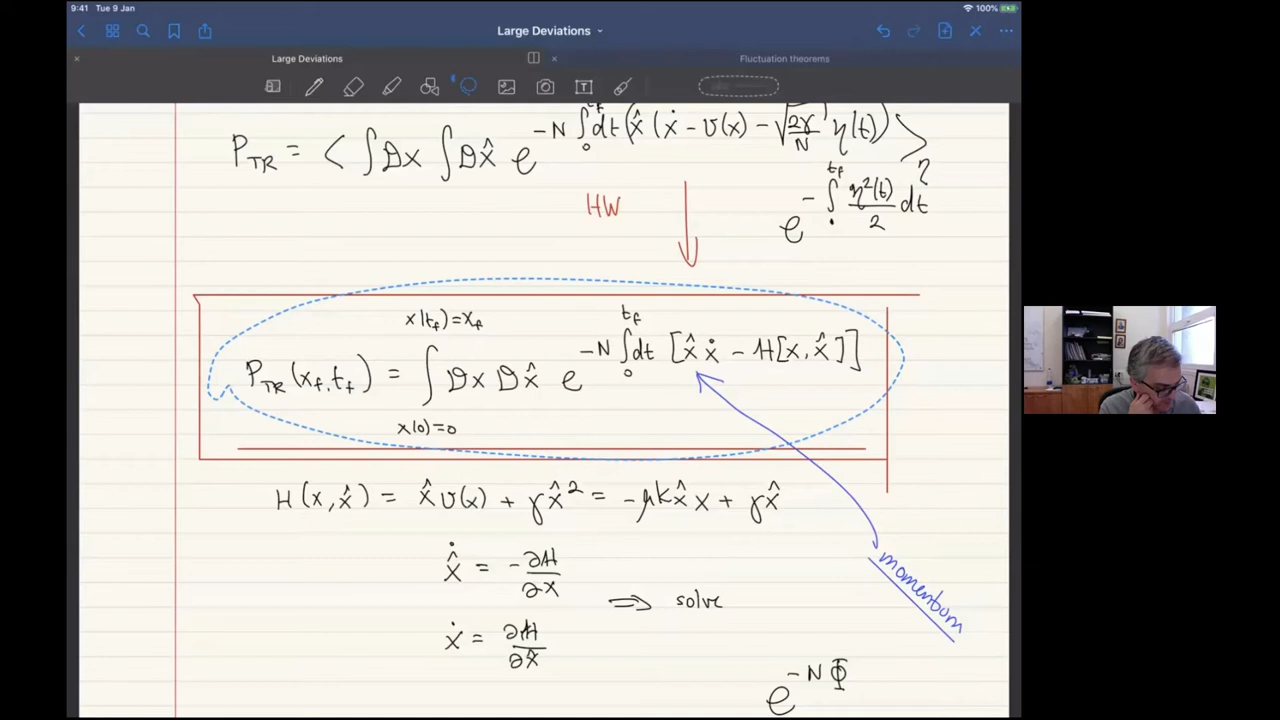 9:41 Tue 9 Jan 100%
Large Deviations
Large Deviations Fluctuation theorems
P_TR = < ∫Dx ∫Dx̂ e^{-N ∫_0^{t_f} dt (x̂ (ẋ - v(x) - √(2γ/N) η(t))} >_η
e^{- ∫_0^{t_f} η²(t)/2 dt}
HW
x(t_f)=x_f
P_TR(x_f, t_f) = ∫ Dx Dx̂ e^{-N ∫_0^{t_f} dt [x̂ ẋ - H[x, x̂]]}
x(0)=0
H(x, x̂) = x̂ v(x) + γx̂² = -μk x̂ x + γx̂²
x̂̇ = - ∂H/∂x
⇒ solve
ẋ = ∂H/∂x̂
momentum
e^{-NΦ}